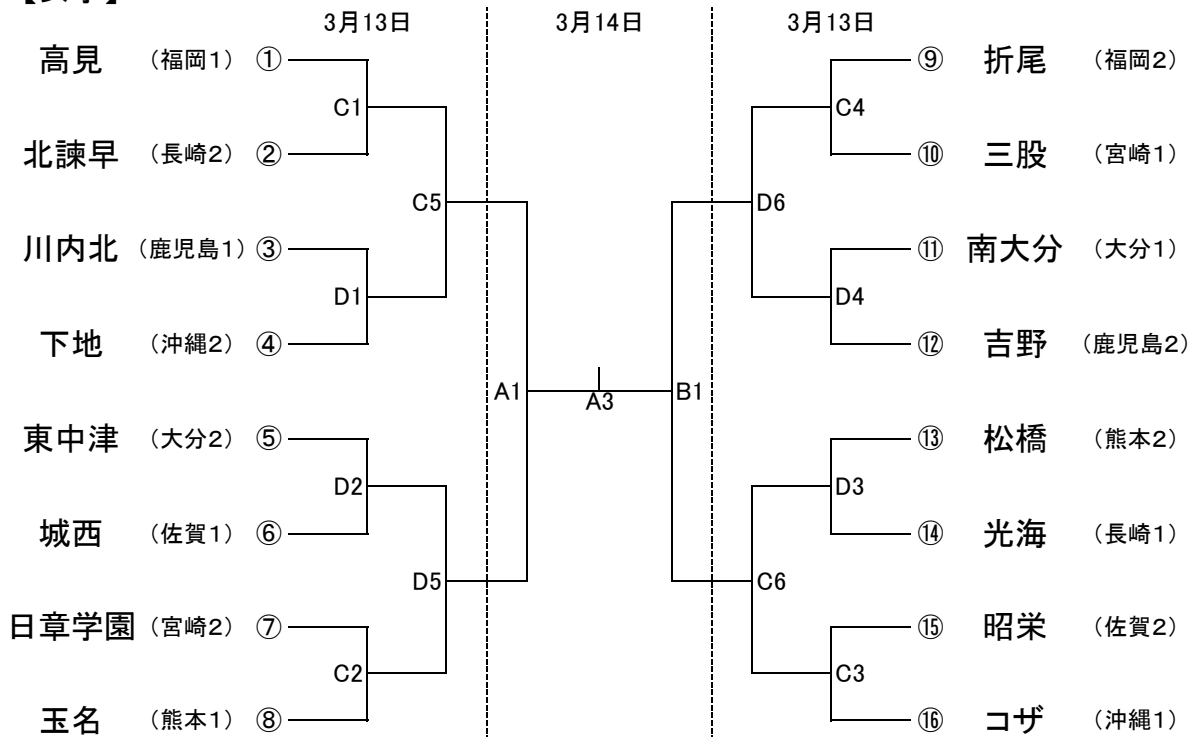 3月13日 3月14日 3月13日
高見 （福岡1） ① ⑨ 折尾 （福岡2）
C1 C4
北諫早 （長崎2） ② ⑩ 三股 （宮崎1）
C5 D6
川内北 （鹿児島1） ③ ⑪ 南大分 （大分1）
D1 D4
下地 （沖縄2） ④ ⑫ 吉野 （鹿児島2）
A1 A3 B1
東中津 （大分2） ⑤ ⑬ 松橋 （熊本2）
D2 D3
城西 （佐賀1） ⑥ ⑭ 光海 （長崎1）
D5 C6
日章学園 （宮崎2） ⑦ ⑮ 昭栄 （佐賀2）
C2 C3
玉名 （熊本1） ⑧ ⑯ コザ （沖縄1）